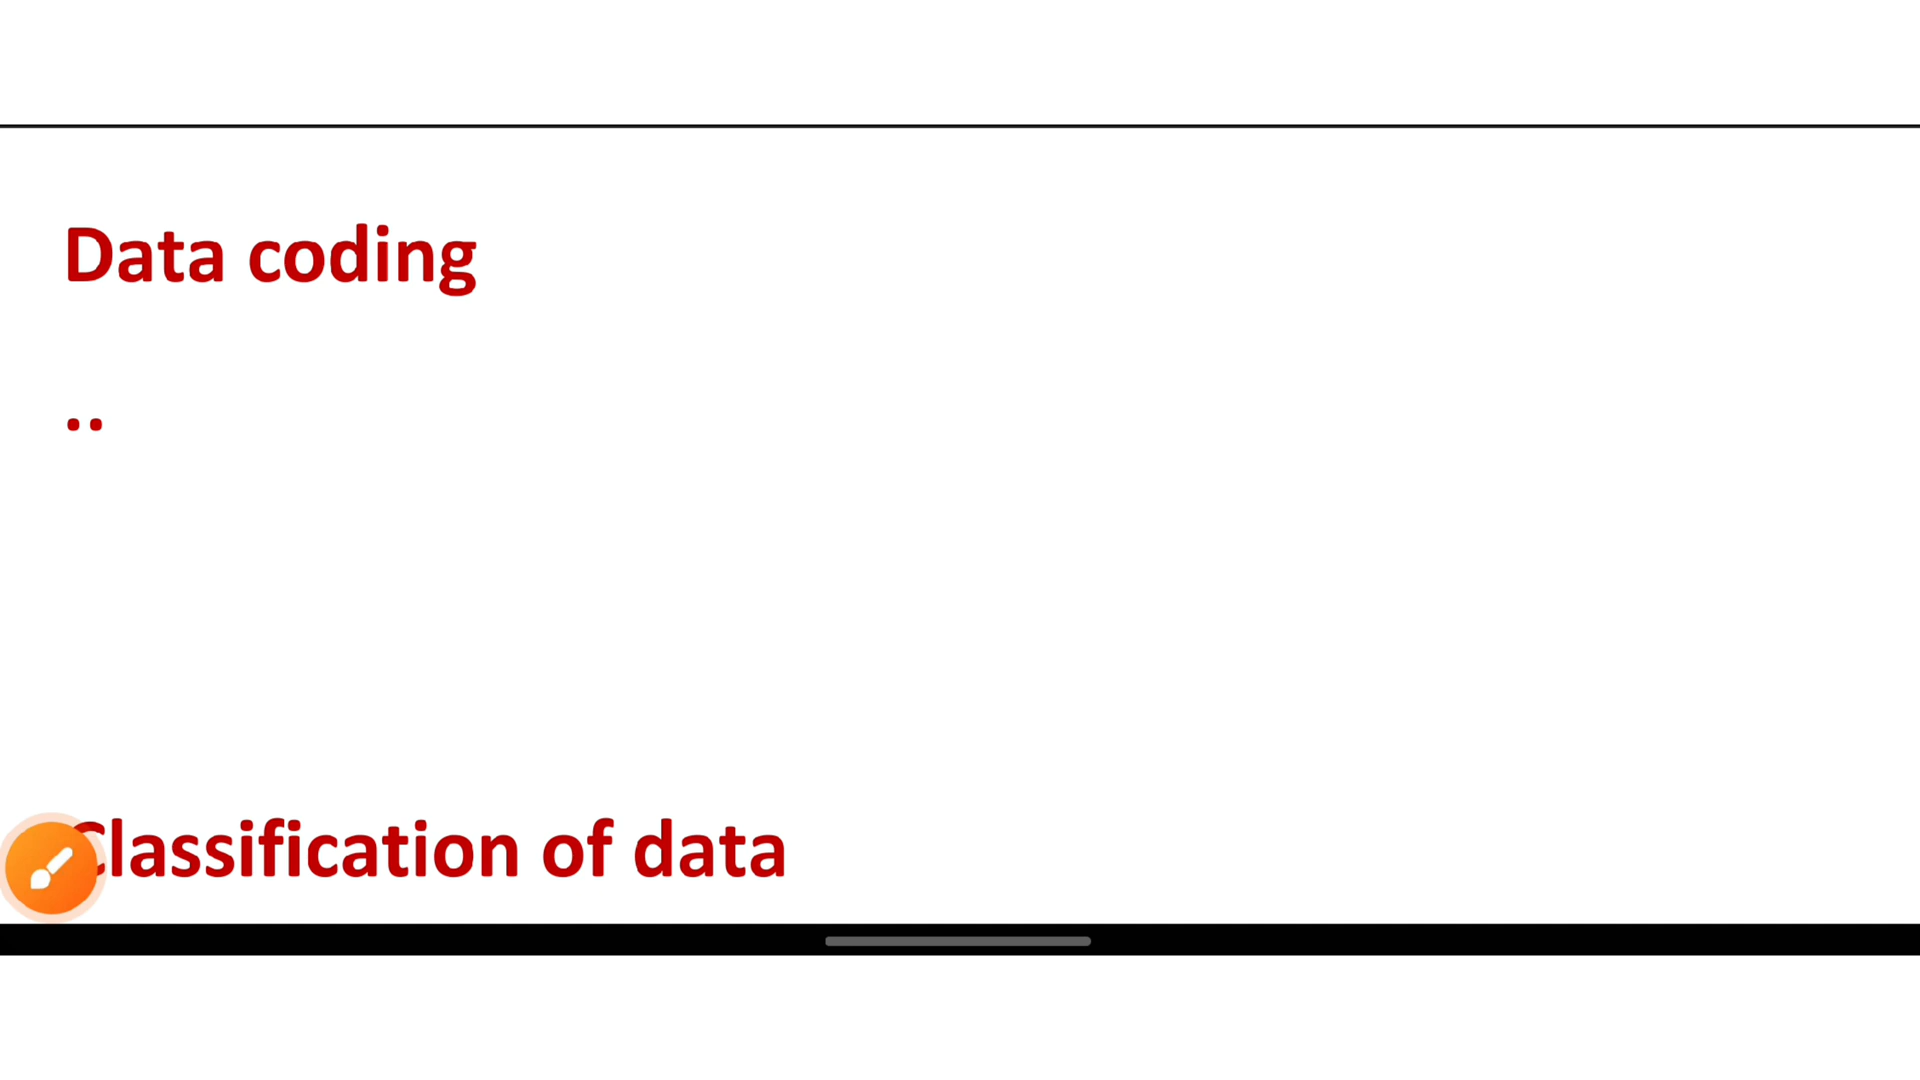 Data coding
..
Classification of data